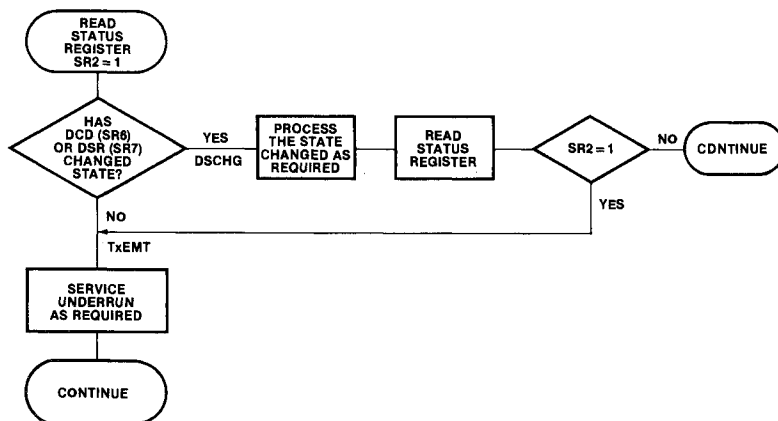 READ
STATUS
REGISTER
SR2 = 1
HAS
DCD (SR6)
OR DSR (SR7)
CHANGED
STATE?
YES
DSCHG
PROCESS
THE STATE
CHANGED AS
REQUIRED
READ
STATUS
REGISTER
SR2 = 1
NO
CDNTINUE
YES
NO
TxEMT
SERVICE
UNDERRUN
AS REQUIRED
CONTINUE